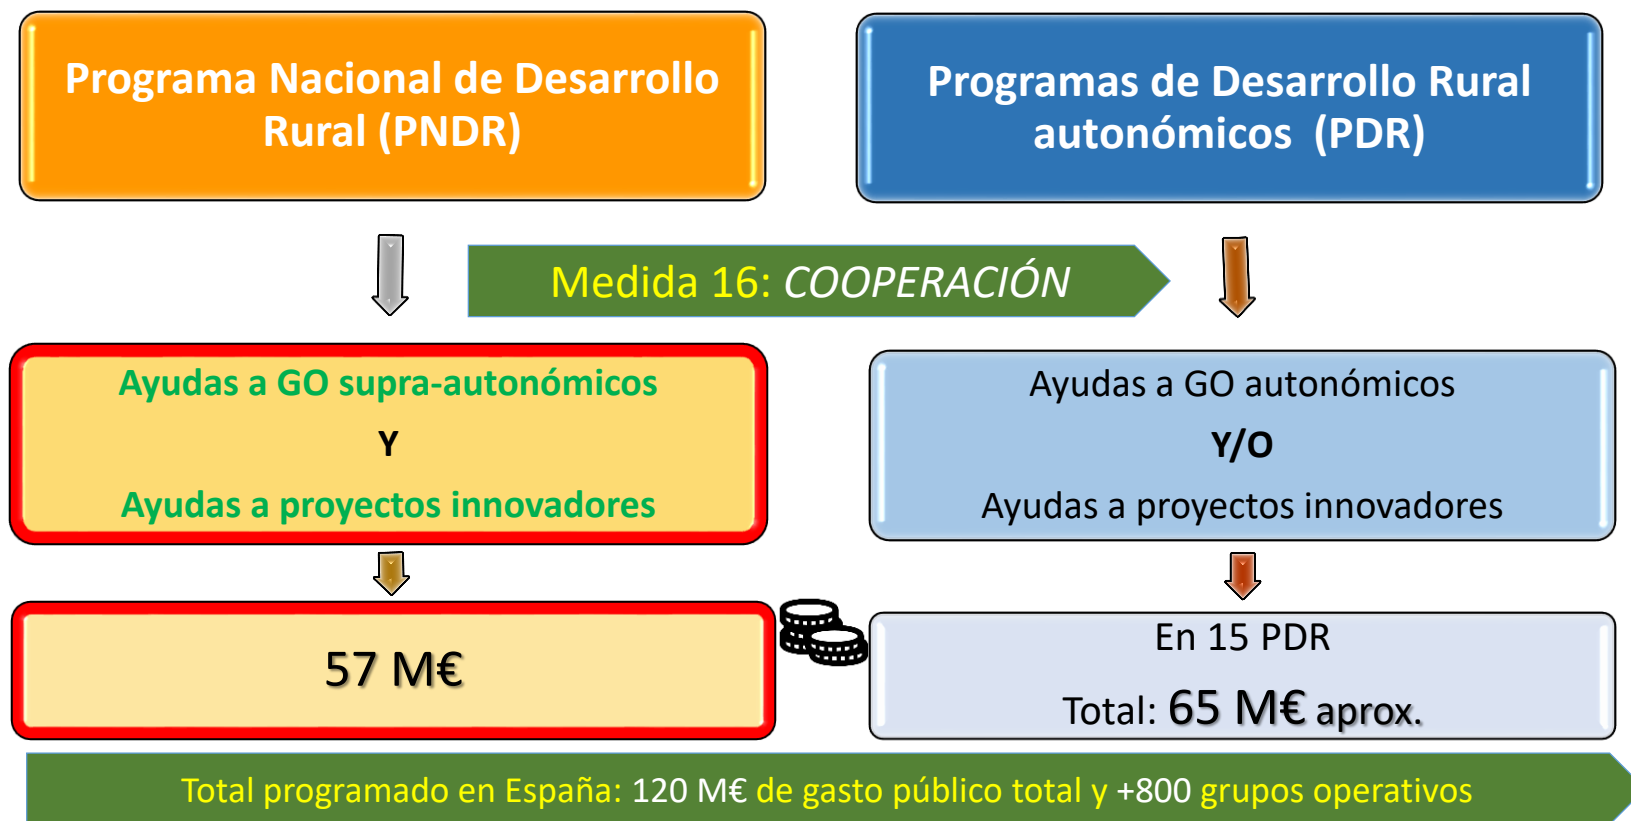 Programa Nacional de Desarrollo
Rural (PNDR)
Programas de Desarrollo Rural
autonómicos (PDR)
Medida 16: COOPERACIÓN
Ayudas a GO supra-autonómicos
Y
Ayudas a proyectos innovadores
Ayudas a GO autonómicos
Y/O
Ayudas a proyectos innovadores
57 M€
En 15 PDR
Total: 65 M€ aprox.
Total programado en España: 120 M€ de gasto público total y +800 grupos operativos